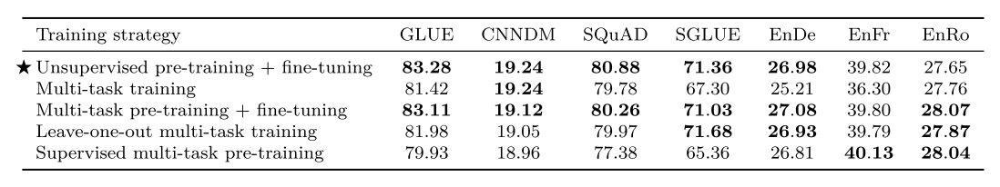 Training strategy GLUE CNNDM SQuAD SGLUE EnDe EnFr EnRo
★ Unsupervised pre-training + fine-tuning 83.28 19.24 80.88 71.36 26.98 39.82 27.65
Multi-task training 81.42 19.24 79.78 67.30 25.21 36.30 27.76
Multi-task pre-training + fine-tuning 83.11 19.12 80.26 71.03 27.08 39.80 28.07
Leave-one-out multi-task training 81.98 19.05 79.97 71.68 26.93 39.79 27.87
Supervised multi-task pre-training 79.93 18.96 77.38 65.36 26.81 40.13 28.04